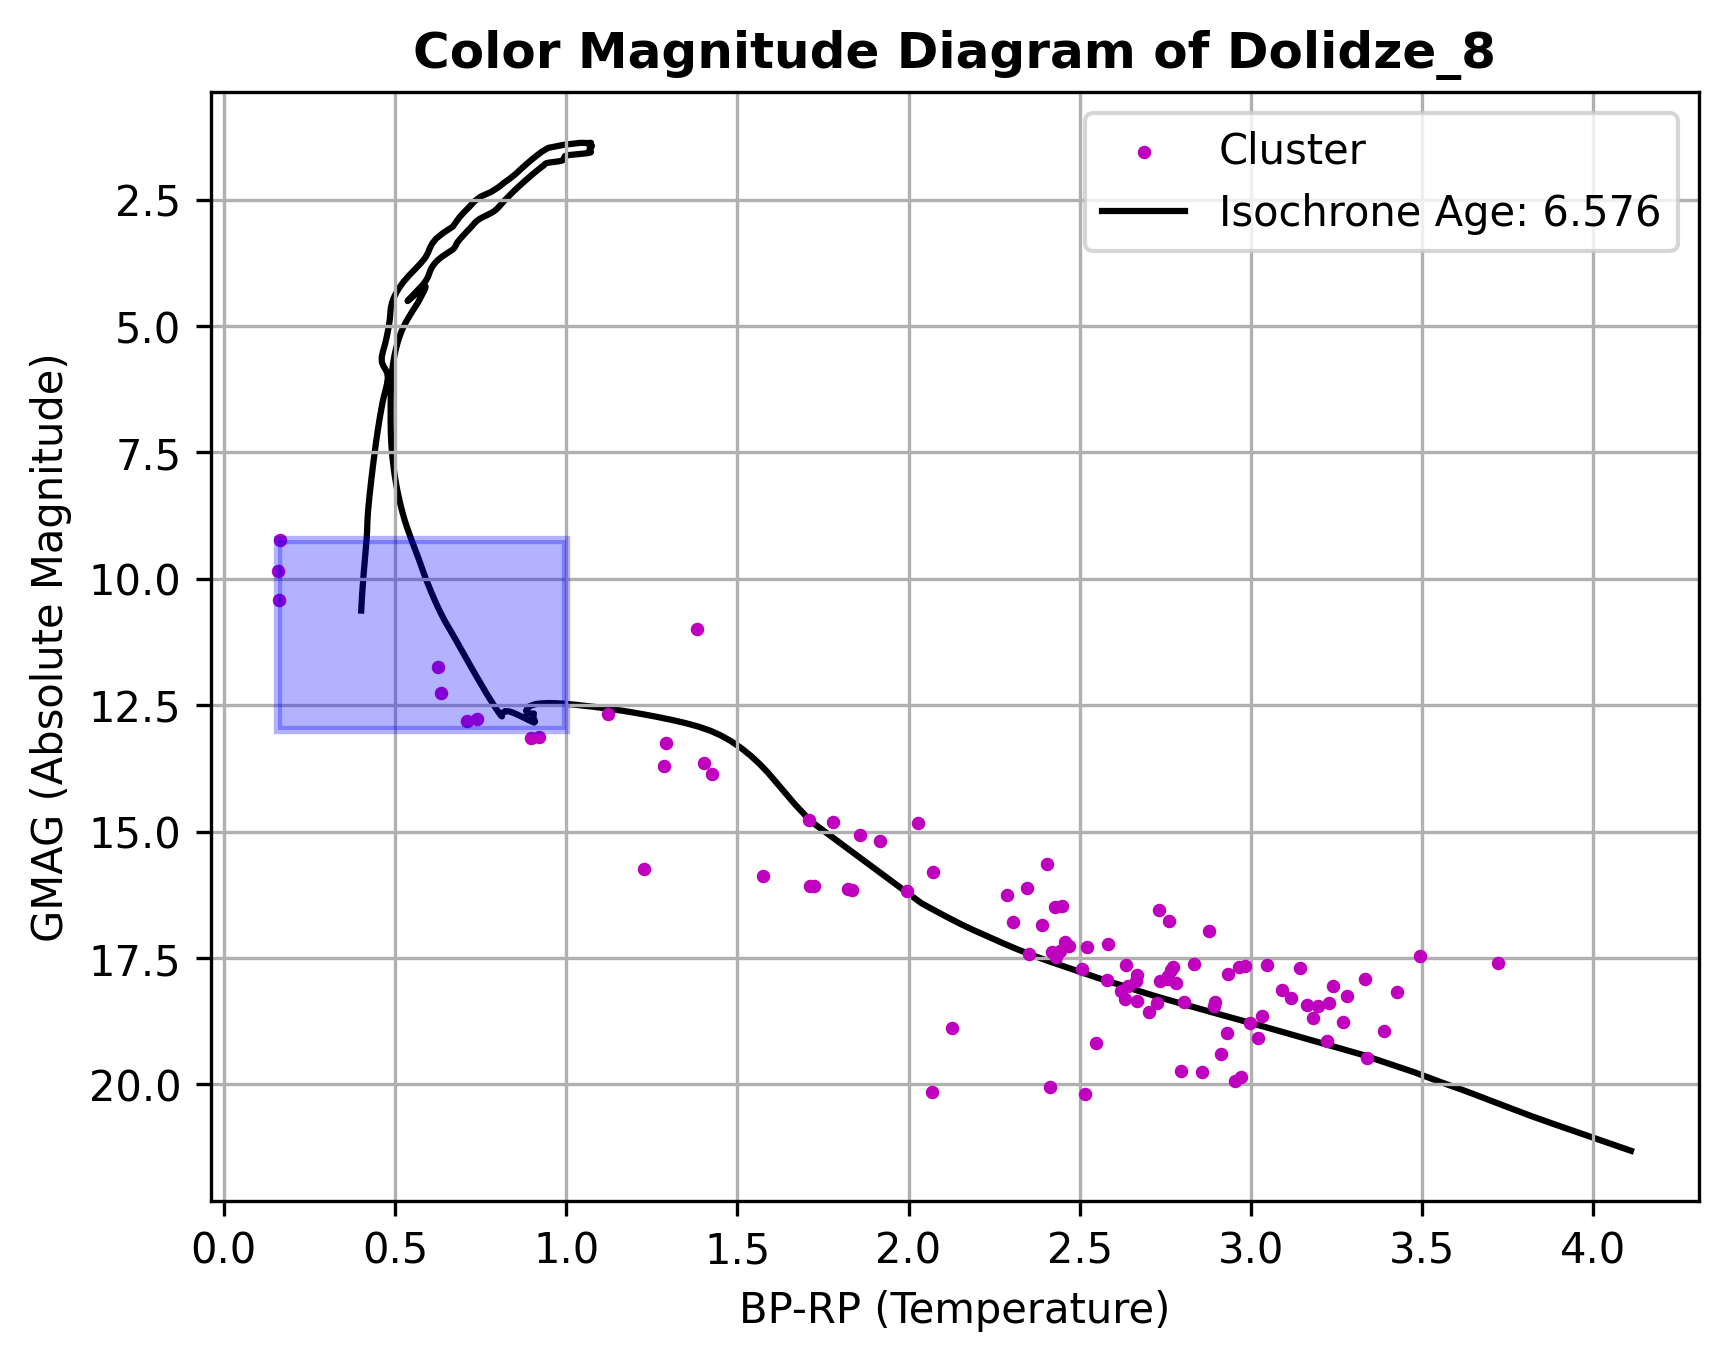 Color Magnitude Diagram of Dolidze_8
Cluster
Isochrone Age: 6.576
GMAG (Absolute Magnitude)
2.5
5.0
7.5
10.0
12.5
15.0
17.5
20.0
0.0 0.5 1.0 1.5 2.0 2.5 3.0 3.5 4.0
BP-RP (Temperature)